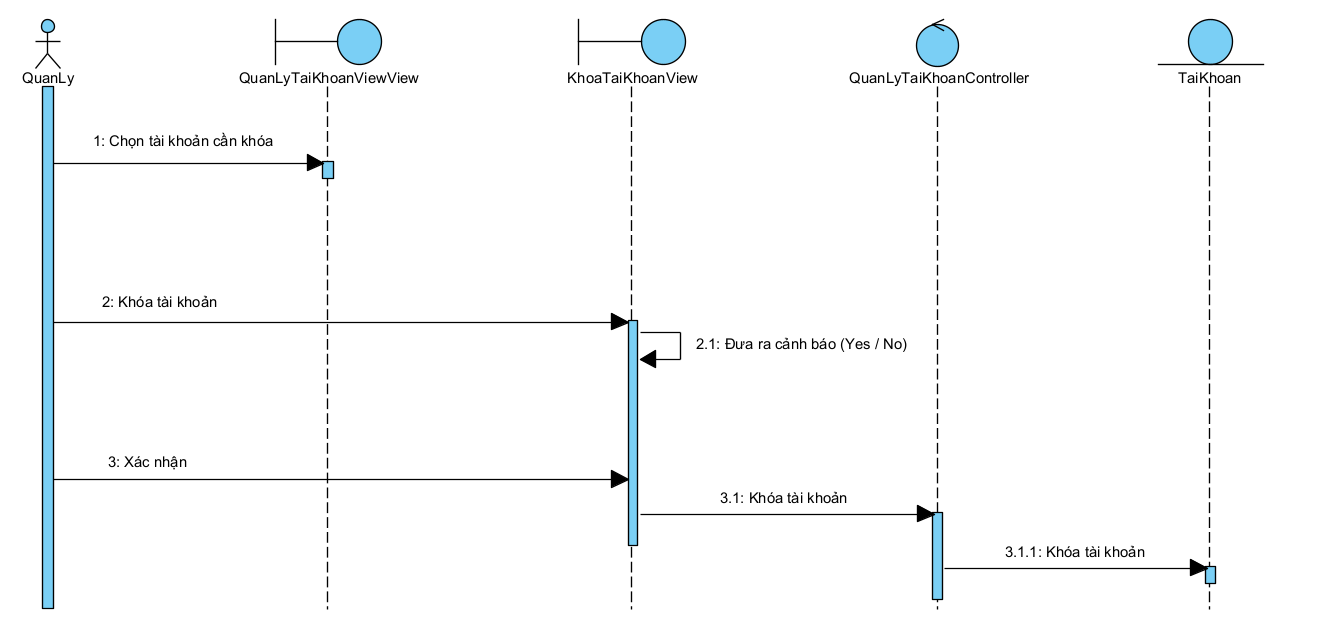 QuanLy
QuanLyTaiKhoanViewView
KhoaTaiKhoanView
QuanLyTaiKhoanController
TaiKhoan
1: Chọn tài khoản cần khóa
2: Khóa tài khoản
2.1: Đưa ra cảnh báo (Yes / No)
3: Xác nhận
3.1: Khóa tài khoản
3.1.1: Khóa tài khoản